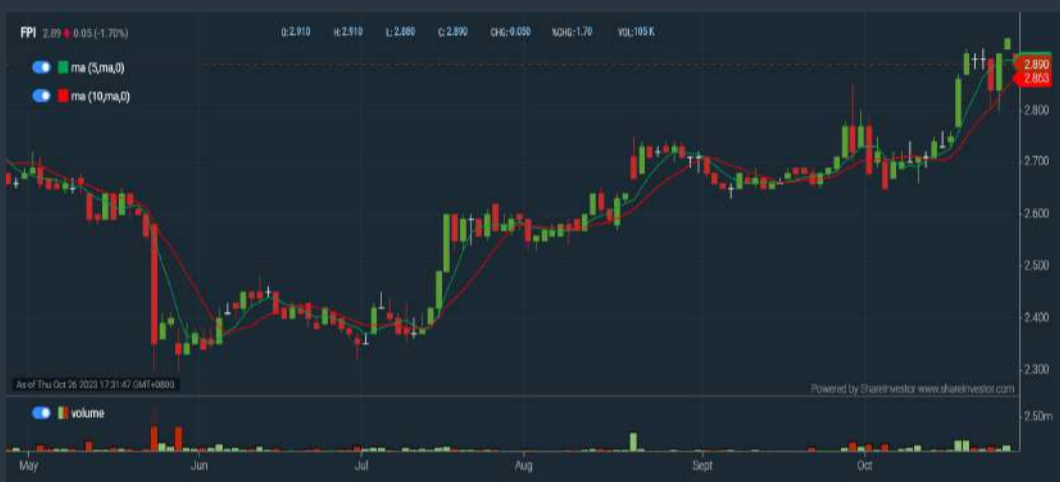 FPI 2.89 0.05 (-1.70%) O: 2.910 H: 2.910 L: 2.880 C: 2.890 CHG: -0.050 %CHG: -1.70 VOL: 105 K
ma (5,ma,0)
ma (10,ma,0)
2.890
2.863
2.800
2.700
2.600
2.500
2.400
2.300
As of Thu Oct 26 2023 17:31:47 GMT+0800
Powered by ShareInvestor www.shareinvestor.com
volume
2.50m
May Jun Jul Aug Sept Oct